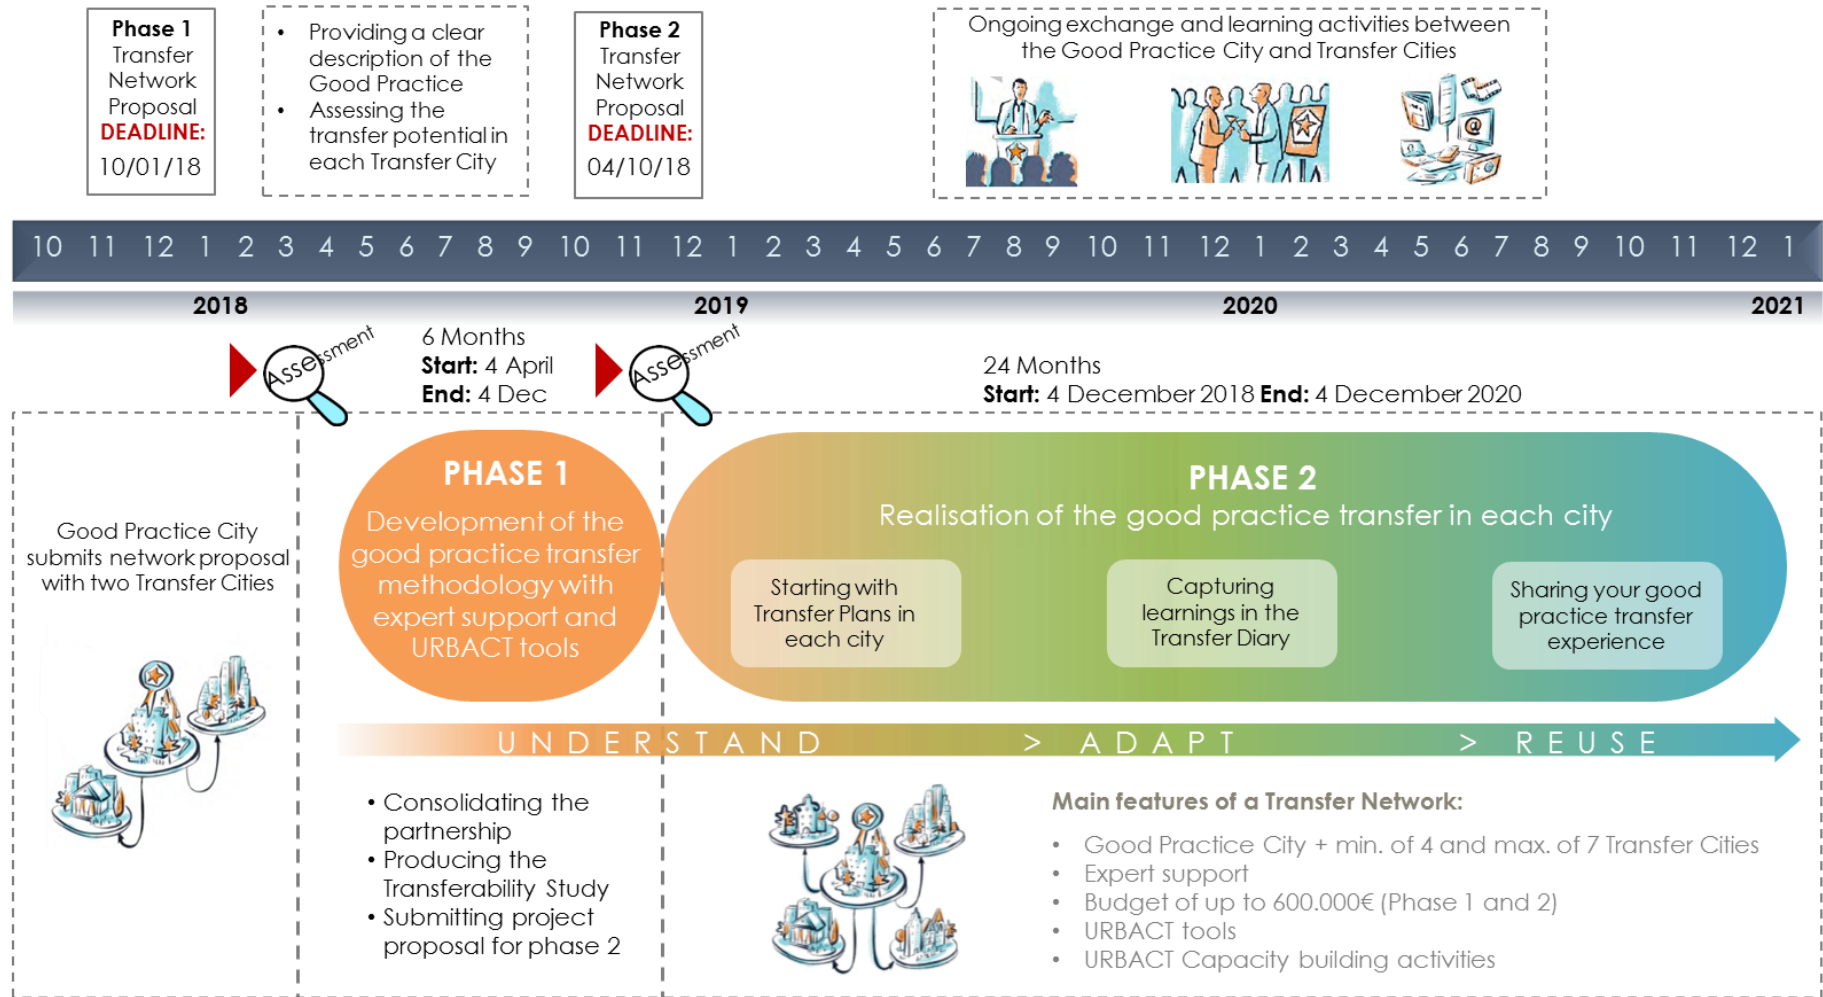 Phase 1
Transfer
Network
Proposal
DEADLINE:
10/01/18
• Providing a clear
description of the
Good Practice
• Assessing the
transfer potential in
each Transfer City
Phase 2
Transfer
Network
Proposal
DEADLINE:
04/10/18
Ongoing exchange and learning activities between
the Good Practice City and Transfer Cities
@
10 11 12 1 2 3 4 5 6 7 8 9 10 11 12 1 2 3 4 5 6 7 8 9 10 11 12 1 2 3 4 5 6 7 8 9 10 11 12 1
2018 2019 2020 2021
Assessment
6 Months
Start: 4 April
End: 4 Dec
Assessment
24 Months
Start: 4 December 2018 End: 4 December 2020
Good Practice City
submits network proposal
with two Transfer Cities
PHASE 1
Development of the
good practice transfer
methodology with
expert support and
URBACT tools
PHASE 2
Realisation of the good practice transfer in each city
Starting with
Transfer Plans in
each city
Capturing
learnings in the
Transfer Diary
Sharing your good
practice transfer
experience
UNDERSTAND > ADAPT > REUSE
• Consolidating the
partnership
• Producing the
Transferability Study
• Submitting project
proposal for phase 2
Main features of a Transfer Network:
• Good Practice City + min. of 4 and max. of 7 Transfer Cities
• Expert support
• Budget of up to 600.000€ (Phase 1 and 2)
• URBACT tools
• URBACT Capacity building activities